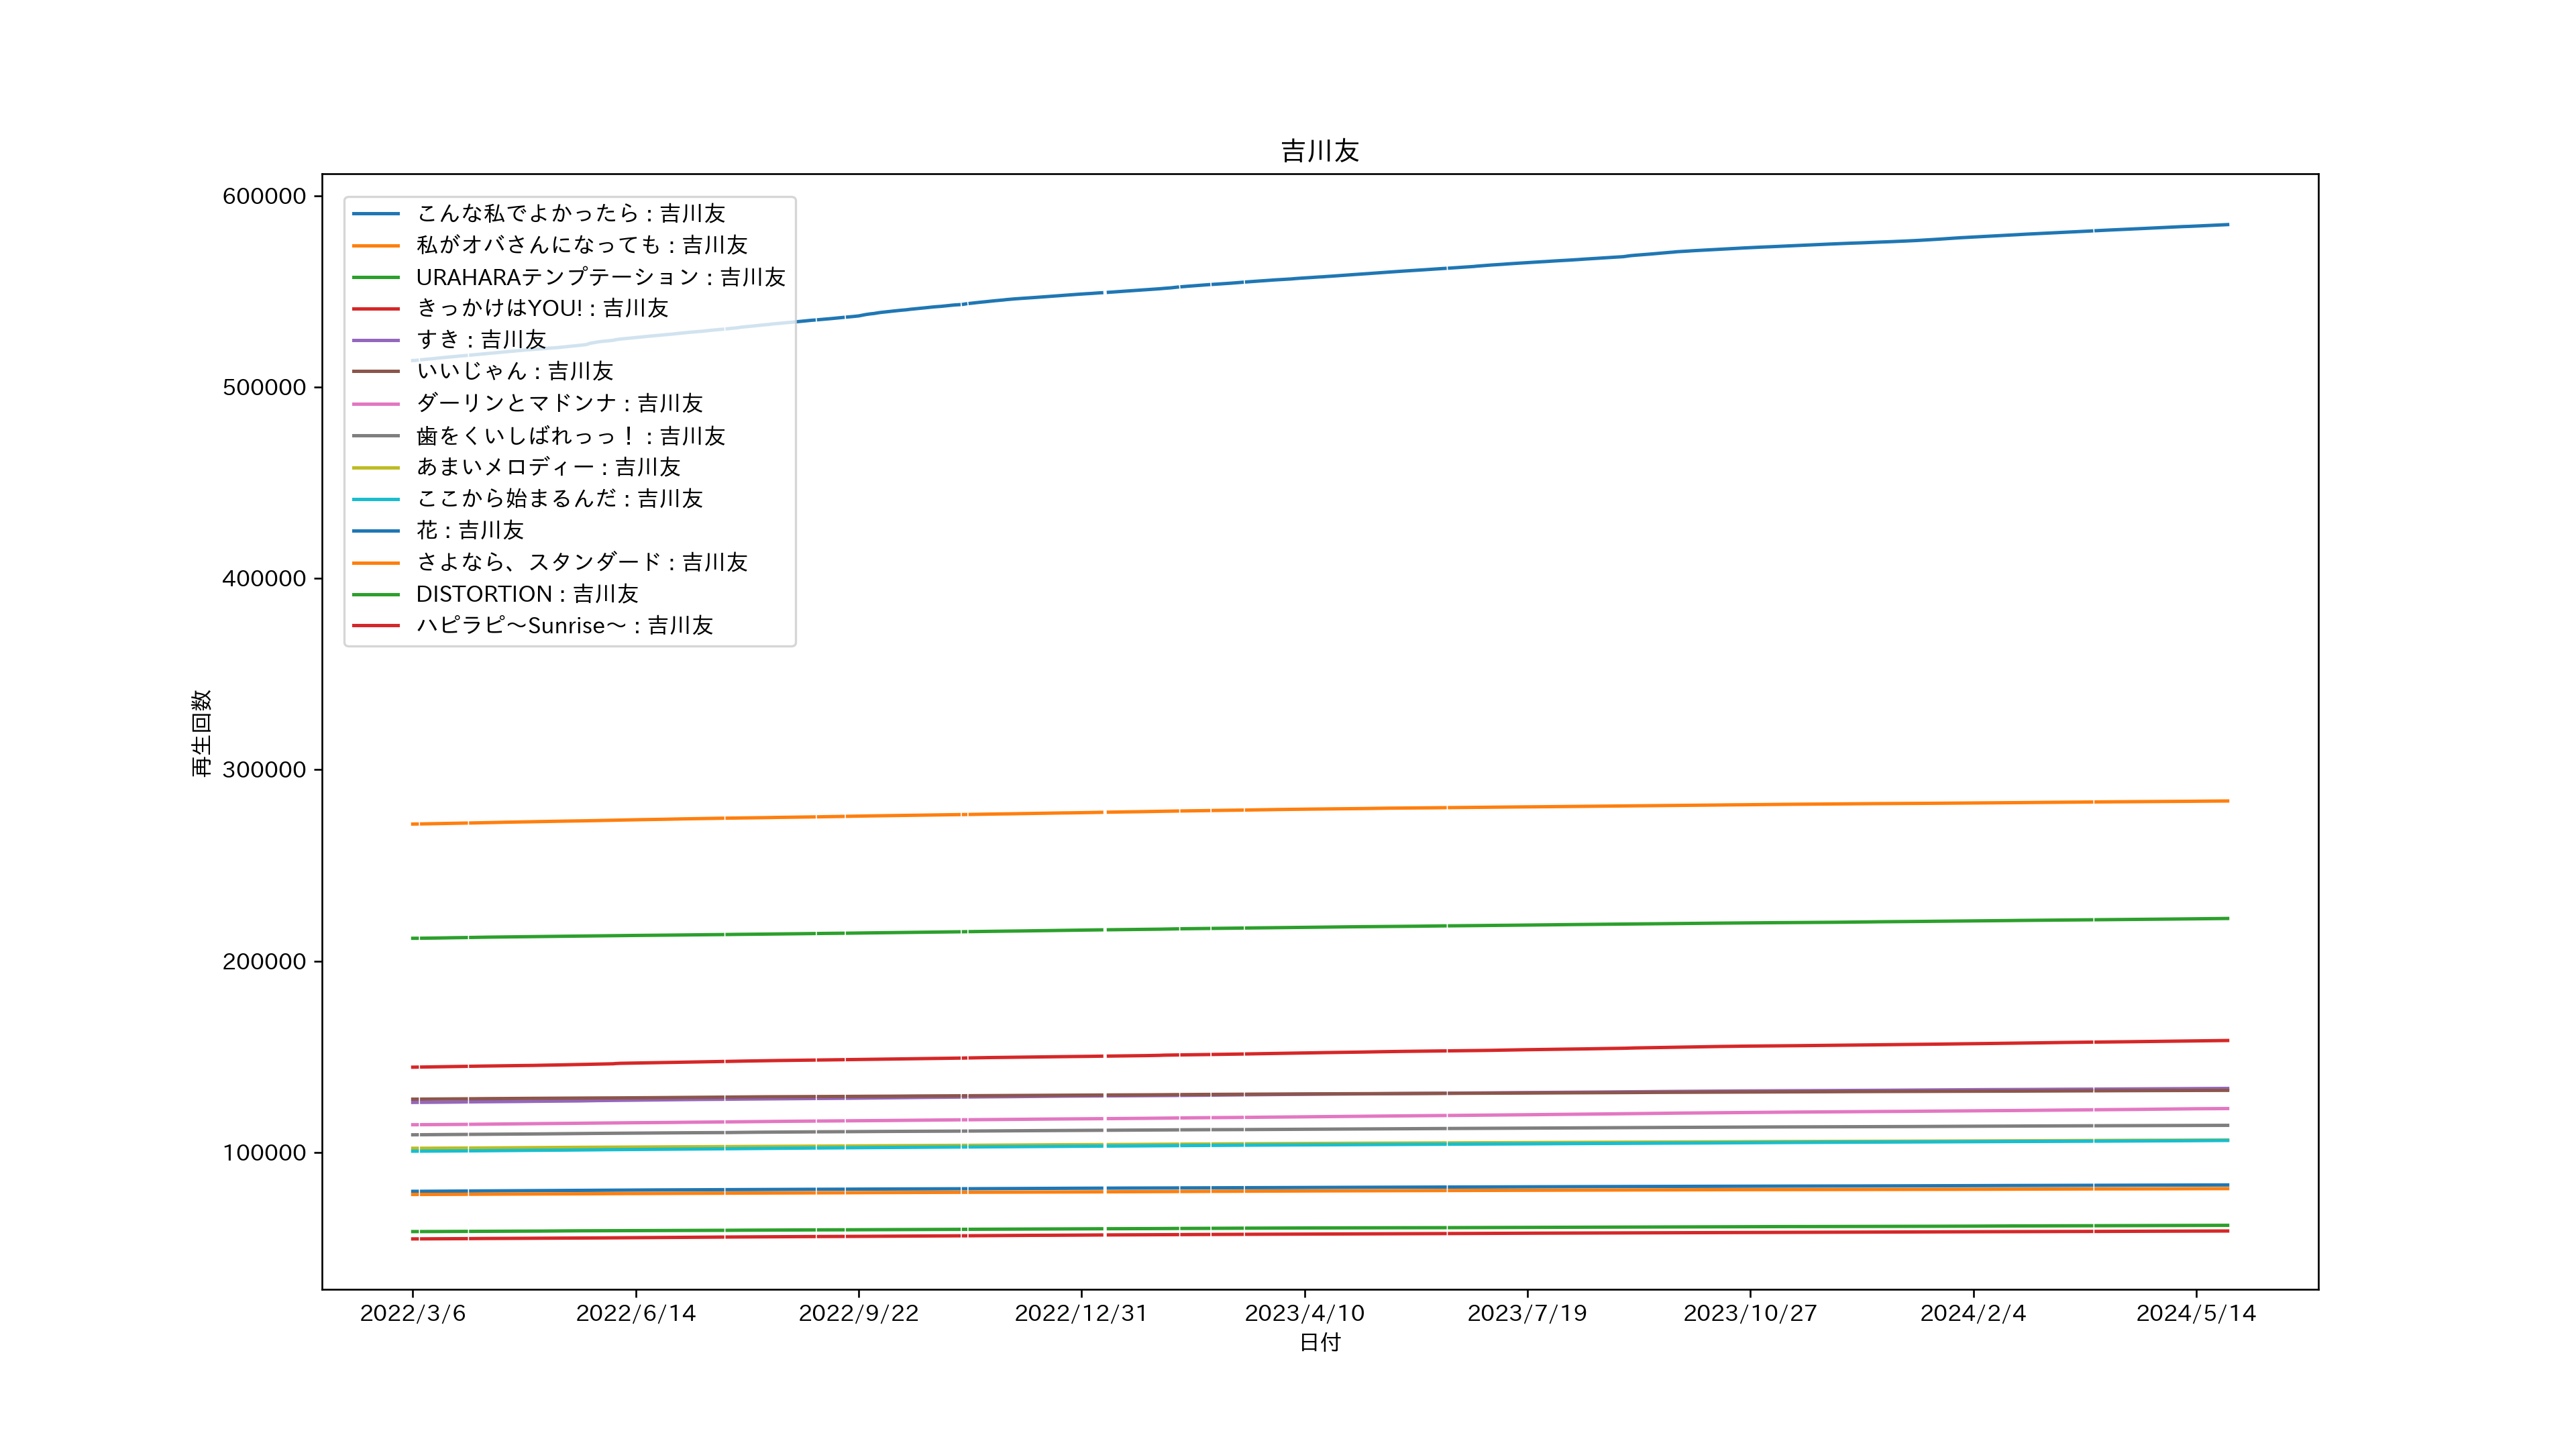 吉川友
600000
500000
400000
300000
200000
100000
再生回数
こんな私でよかったら : 吉川友
私がオバさんになっても : 吉川友
URAHARAテンプテーション : 吉川友
きっかけはYOU! : 吉川友
すき : 吉川友
いいじゃん : 吉川友
ダーリンとマドンナ : 吉川友
歯をくいしばれっっ！ : 吉川友
あまいメロディー : 吉川友
ここから始まるんだ : 吉川友
花 : 吉川友
さよなら、スタンダード : 吉川友
DISTORTION : 吉川友
ハピラピ〜Sunrise〜 : 吉川友
2022/3/6 2022/6/14 2022/9/22 2022/12/31 2023/4/10 2023/7/19 2023/10/27 2024/2/4 2024/5/14
日付